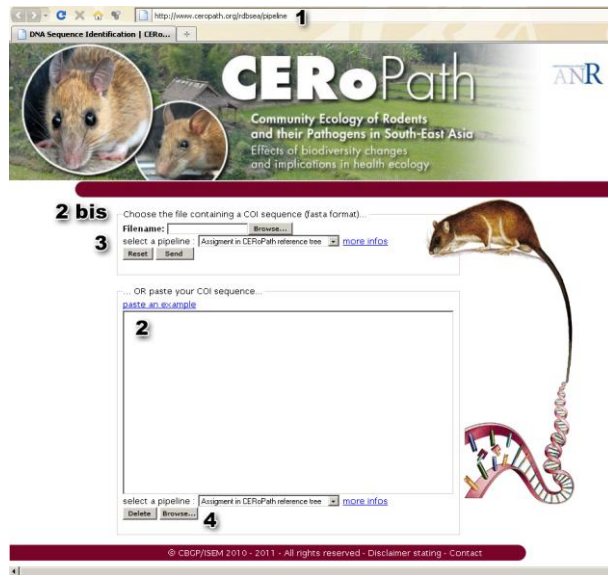 http://www.ceropath.org/rdbsea/pipeline 1
DNA Sequence Identification | CERo...
CERoPath
ANR
Community Ecology of Rodents
and their Pathogens in South-East Asia
Effects of biodiversity changes
and implications in health ecology
2 bis
Choose the file containing a COI sequence (fasta format)...
Filename: Browse...
3
select a pipeline : Assigment in CERoPath reference tree more infos
Reset Send
... OR paste your COI sequence...
paste an example
2
select a pipeline : Assigment in CERoPath reference tree more infos
Delete Browse... 4
© CBGP/ISEM 2010 - 2011 - All rights reserved - Disclaimer stating - Contact